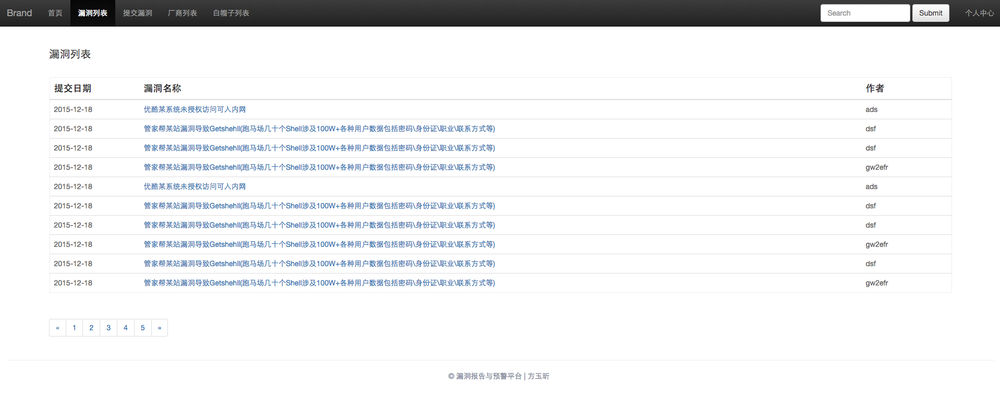 Brand 首页 漏洞列表 提交漏洞 厂商列表 白帽子列表 Search Submit 个人中心
漏洞列表
提交日期 漏洞名称 作者
2015-12-18 优酷某系统未授权访问可入内网 ads
2015-12-18 管家帮某站漏洞导致Getshehll(跑马场几十个Shell涉及100W+各种用户数据包括密码\身份证\职业\联系方式等) dsf
2015-12-18 管家帮某站漏洞导致Getshehll(跑马场几十个Shell涉及100W+各种用户数据包括密码\身份证\职业\联系方式等) dsf
2015-12-18 管家帮某站漏洞导致Getshehll(跑马场几十个Shell涉及100W+各种用户数据包括密码\身份证\职业\联系方式等) gw2efr
2015-12-18 优酷某系统未授权访问可入内网 ads
2015-12-18 管家帮某站漏洞导致Getshehll(跑马场几十个Shell涉及100W+各种用户数据包括密码\身份证\职业\联系方式等) dsf
2015-12-18 管家帮某站漏洞导致Getshehll(跑马场几十个Shell涉及100W+各种用户数据包括密码\身份证\职业\联系方式等) dsf
2015-12-18 管家帮某站漏洞导致Getshehll(跑马场几十个Shell涉及100W+各种用户数据包括密码\身份证\职业\联系方式等) gw2efr
2015-12-18 管家帮某站漏洞导致Getshehll(跑马场几十个Shell涉及100W+各种用户数据包括密码\身份证\职业\联系方式等) dsf
2015-12-18 管家帮某站漏洞导致Getshehll(跑马场几十个Shell涉及100W+各种用户数据包括密码\身份证\职业\联系方式等) gw2efr
« 1 2 3 4 5 »
© 漏洞报告与预警平台 | 方玉昕